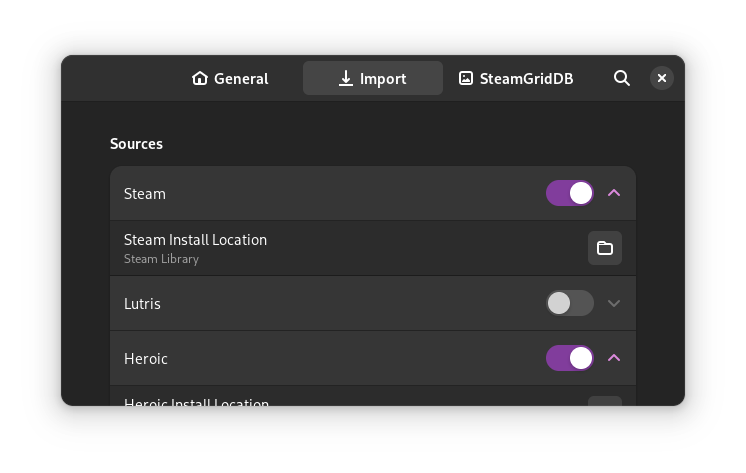 General
Import
SteamGridDB
Sources
Steam
Steam Install Location
Steam Library
Lutris
Heroic
Heroic Install Location